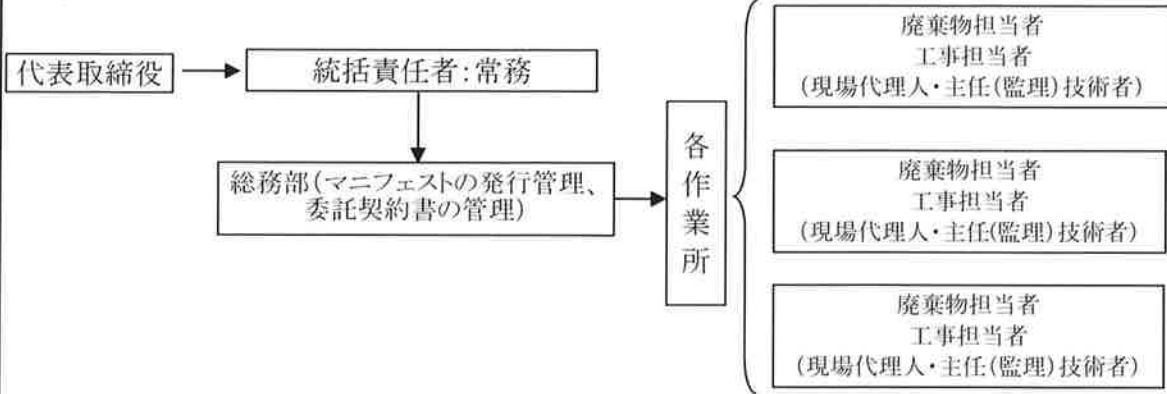 代表取締役
統括責任者:常務
総務部(マニフェストの発行管理、
委託契約書の管理)
各
作
業
所
廃棄物担当者
工事担当者
(現場代理人・主任(監理)技術者)
廃棄物担当者
工事担当者
(現場代理人・主任(監理)技術者)
廃棄物担当者
工事担当者
(現場代理人・主任(監理)技術者)